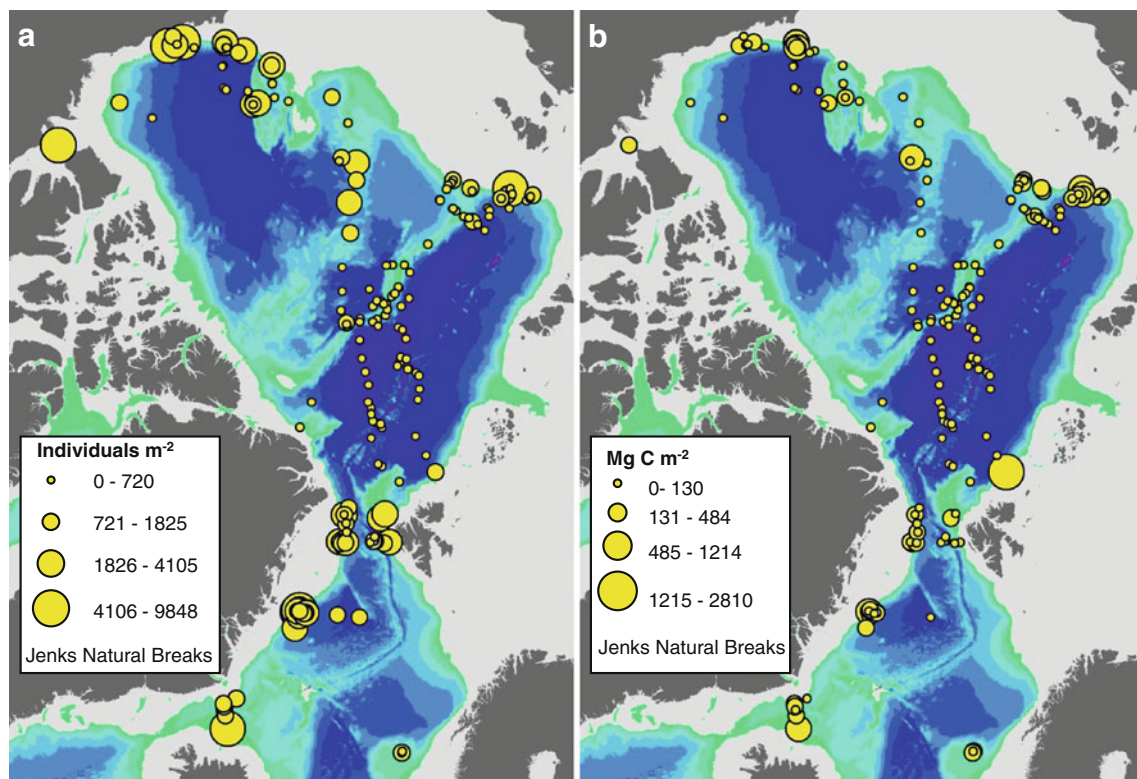 a
Individuals m-2
0 - 720
721 - 1825
1826 - 4105
4106 - 9848
Jenks Natural Breaks
b
Mg C m-2
0- 130
131 - 484
485 - 1214
1215 - 2810
Jenks Natural Breaks